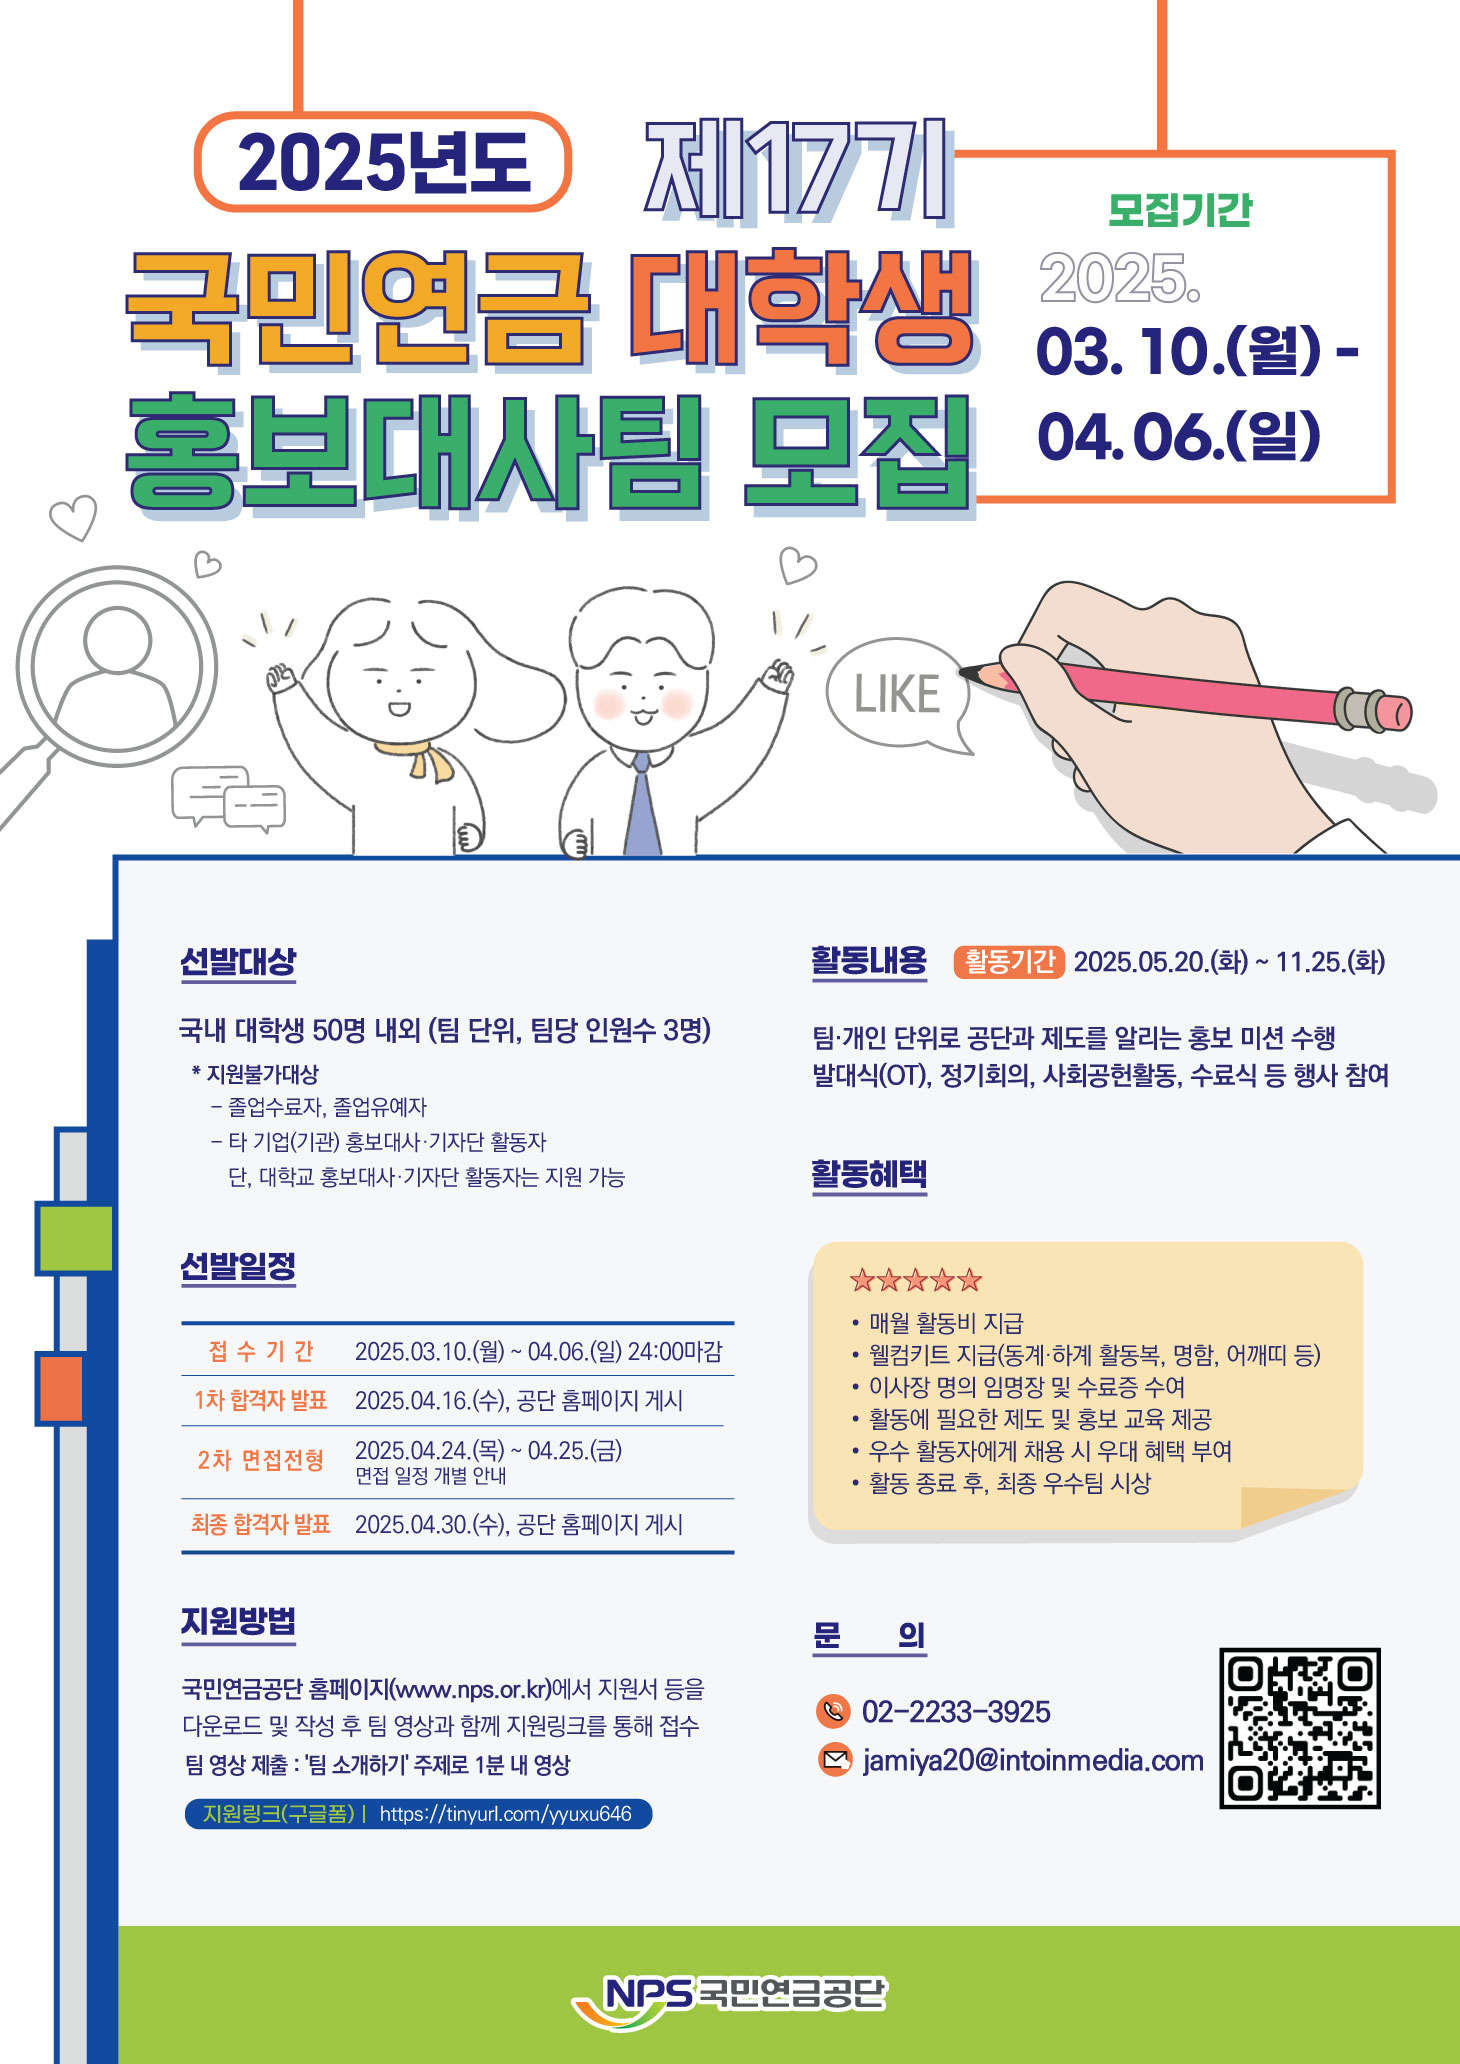 2025년도
제17기
국민연금 대학생
홍보대사팀 모집
모집기간
2025.
03. 10.(월) -
04. 06.(일)
LIKE
선발대상
국내 대학생 50명 내외 (팀 단위, 팀당 인원수 3명)
* 지원불가대상
- 졸업수료자, 졸업유예자
- 타 기업(기관) 홍보대사·기자단 활동자
단, 대학교 홍보대사·기자단 활동자는 지원 가능
선발일정
접 수 기 간 2025.03.10.(월) ~ 04.06.(일) 24:00마감
1차 합격자 발표 2025.04.16.(수), 공단 홈페이지 게시
2차 면접전형 2025.04.24.(목) ~ 04.25.(금)
면접 일정 개별 안내
최종 합격자 발표 2025.04.30.(수), 공단 홈페이지 게시
지원방법
국민연금공단 홈페이지(www.nps.or.kr)에서 지원서 등을
다운로드 및 작성 후 팀 영상과 함께 지원링크를 통해 접수
팀 영상 제출 : '팀 소개하기' 주제로 1분 내 영상
지원링크(구글폼) | https://tinyurl.com/yyuxu646
활동내용 활동기간 2025.05.20.(화) ~ 11.25.(화)
팀·개인 단위로 공단과 제도를 알리는 홍보 미션 수행
발대식(OT), 정기회의, 사회공헌활동, 수료식 등 행사 참여
활동혜택
• 매월 활동비 지급
• 웰컴키트 지급(동계·하계 활동복, 명함, 어깨띠 등)
• 이사장 명의 임명장 및 수료증 수여
• 활동에 필요한 제도 및 홍보 교육 제공
• 우수 활동자에게 채용 시 우대 혜택 부여
• 활동 종료 후, 최종 우수팀 시상
문 의
02-2233-3925
jamiya20@intoinmedia.com
NPS 국민연금공단